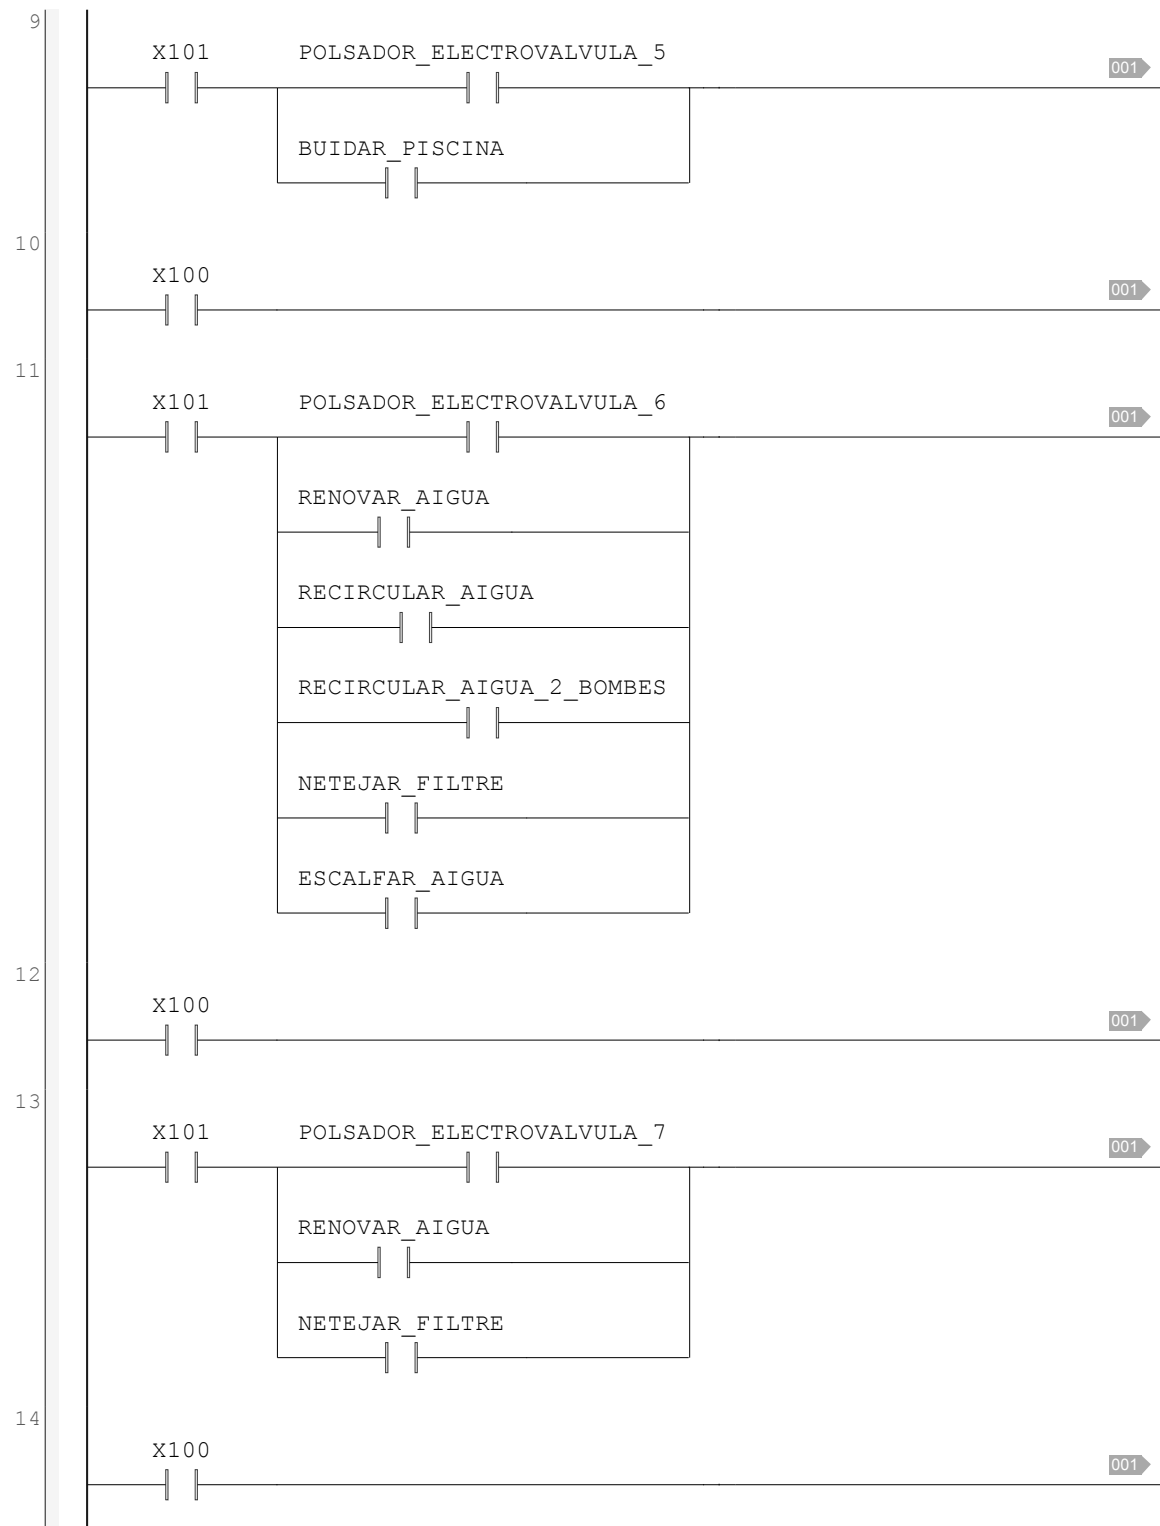 9
X101 POLSADOR_ELECTROVALVULA_5
001
BUIDAR_PISCINA
10
X100
001
11
X101 POLSADOR_ELECTROVALVULA_6
001
RENOVAR_AIGUA
RECIRCULAR_AIGUA
RECIRCULAR_AIGUA_2_BOMBES
NETEJAR_FILTRE
ESCALFAR_AIGUA
12
X100
001
13
X101 POLSADOR_ELECTROVALVULA_7
001
RENOVAR_AIGUA
NETEJAR_FILTRE
14
X100
001